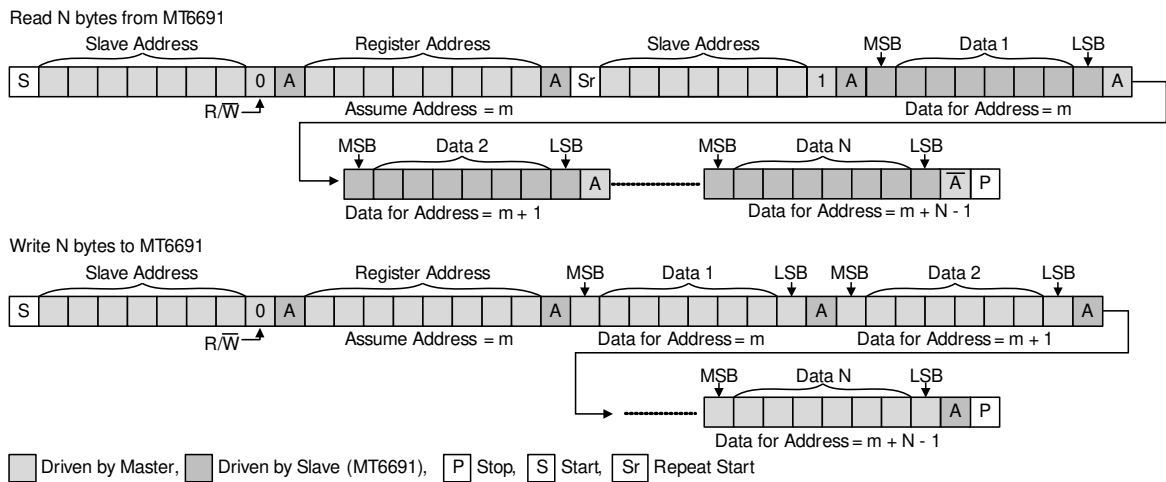 Read N bytes from MT6691
Slave Address Register Address Slave Address MSB Data 1 LSB
S 0 A A Sr 1 A A
R/W̅ Assume Address = m Data for Address = m
MSB Data 2 LSB MSB Data N LSB
A A̅ P
Data for Address = m + 1 Data for Address = m + N - 1
Write N bytes to MT6691
Slave Address Register Address MSB Data 1 LSB MSB Data 2 LSB
S 0 A A A A
R/W̅ Assume Address = m Data for Address = m Data for Address = m + 1
MSB Data N LSB
A P
Data for Address = m + N - 1
Driven by Master, Driven by Slave (MT6691), P Stop, S Start, Sr Repeat Start